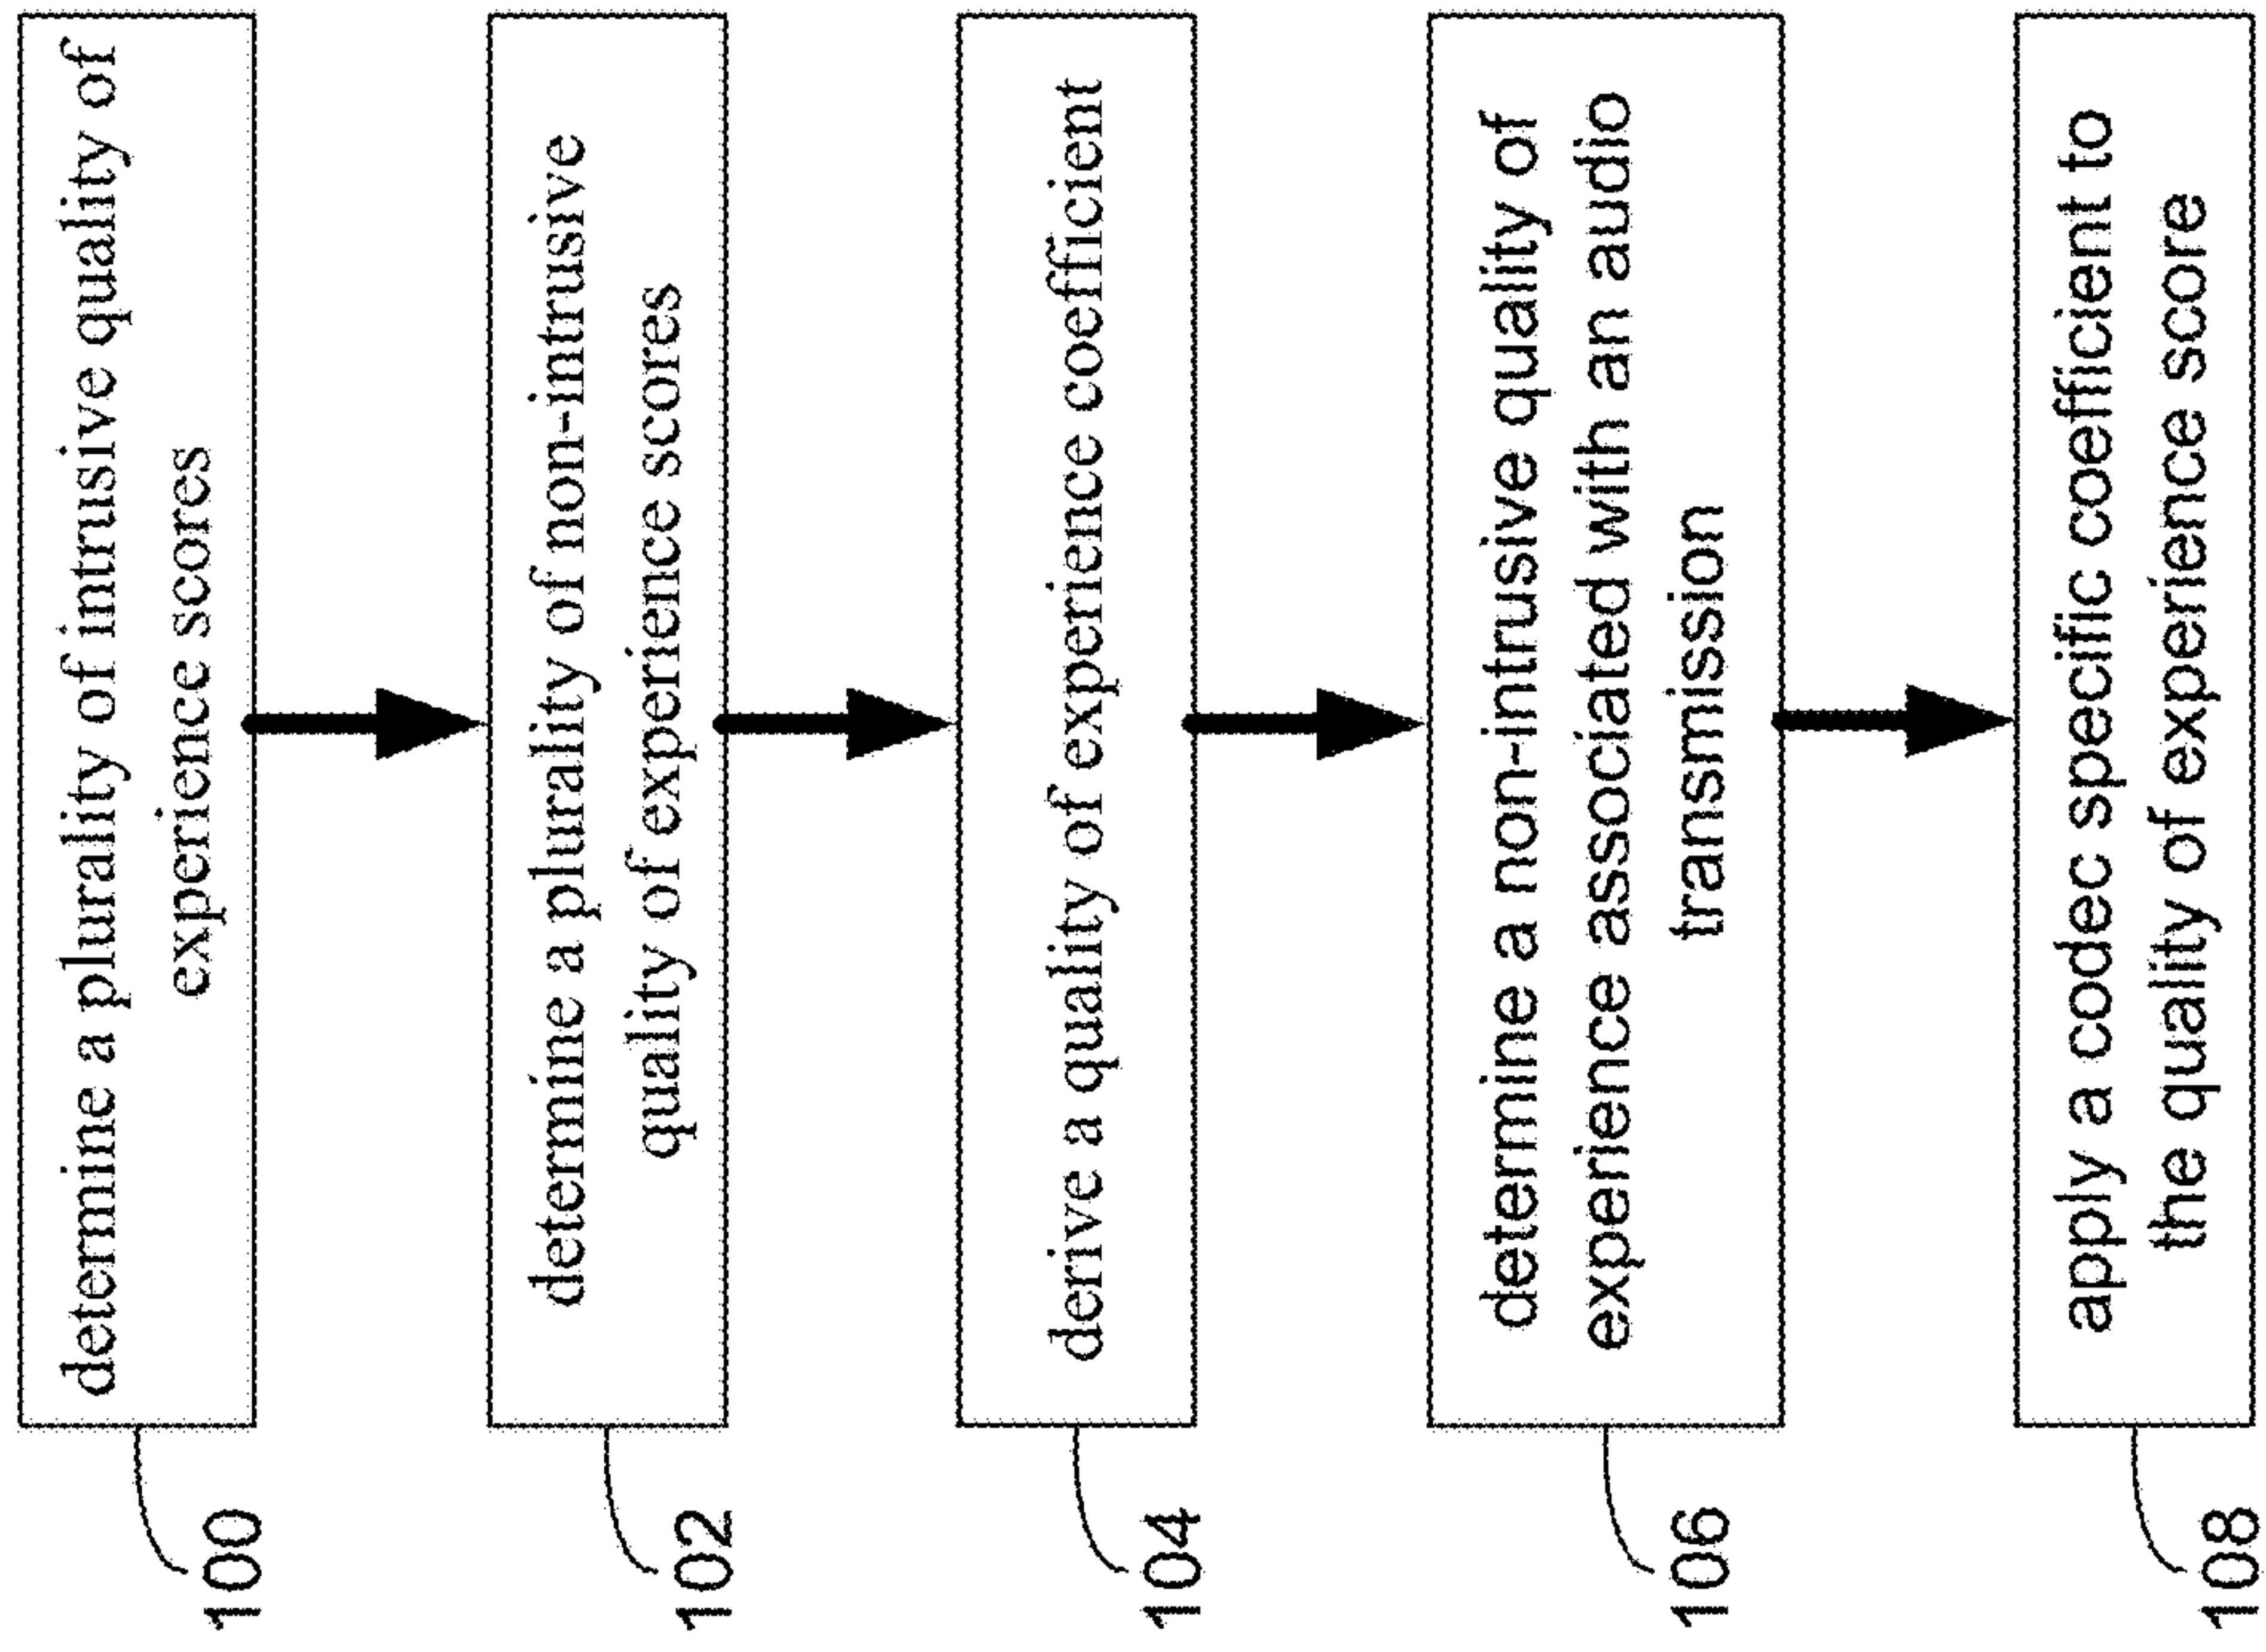 determine a plurality of intrusive quality of
experience scores
100
determine a plurality of non-intrusive
quality of experience scores
102
derive a quality of experience coefficient
104
determine a non-intrusive quality of
experience associated with an audio
transmission
106
apply a codec specific coefficient to
the quality of experience score
108